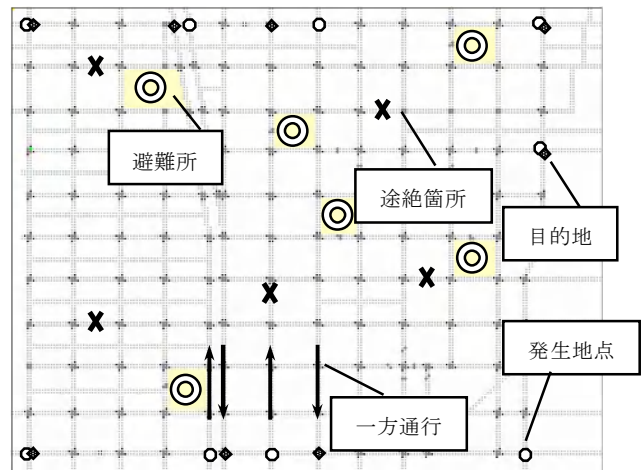 避難所
途絶箇所
目的地
発生地点
一方通行